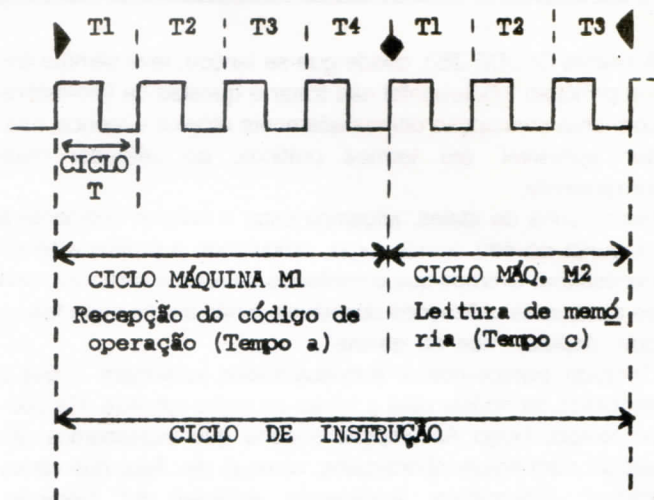 T1 T2 T3 T4 T1 T2 T3
CICLO
T
CICLO MÁQUINA M1
Recepção do código de
operação (Tempo a)
CICLO MÁQ. M2
Leitura de memó
ria (Tempo c)
CICLO DE INSTRUÇÃO